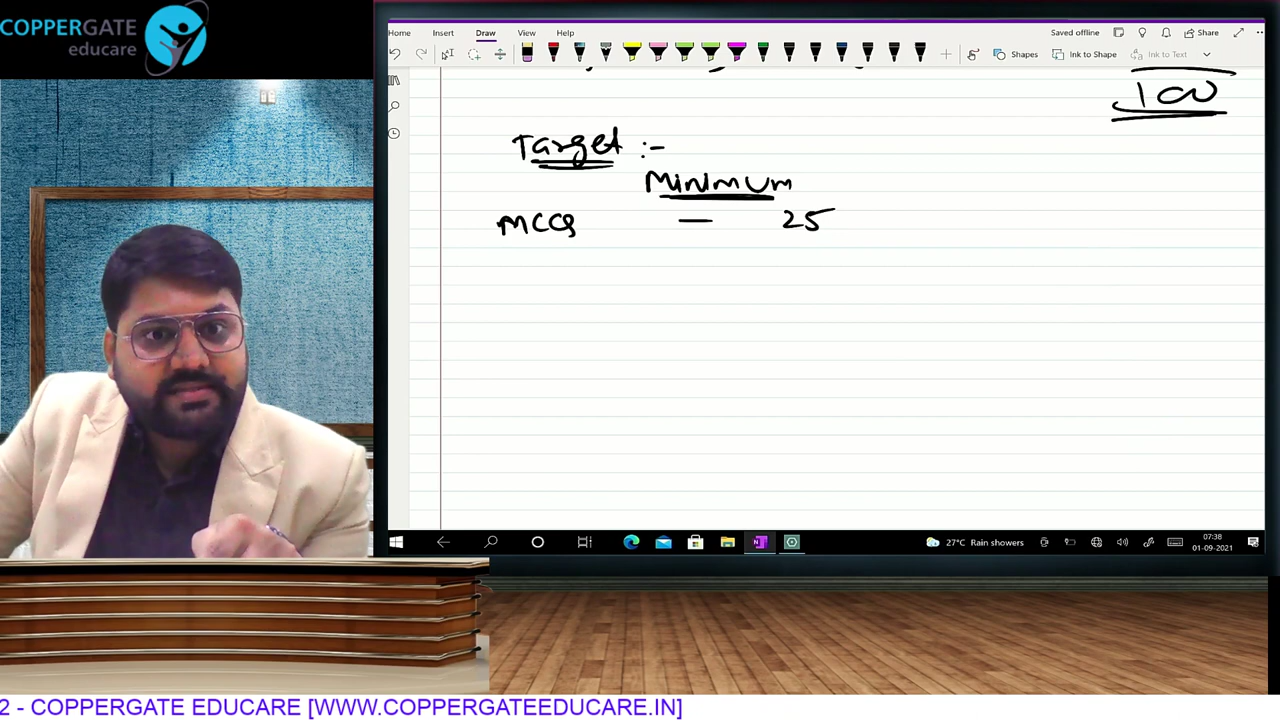 COPPERGATE
educare
Home Insert Draw View Help
Saved offline
Share
Shapes
Ink to Shape
Ink to Text
100
Target :-
Minimum
MCQ — 25
27°C Rain showers
07:38
01-09-2021
2 - COPPERGATE EDUCARE [WWW.COPPERGATEEDUCARE.IN]